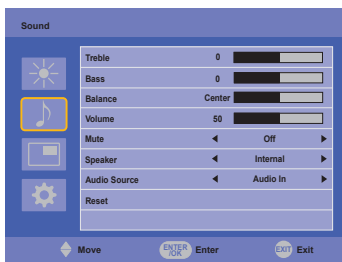 Sound
Treble 0
Bass 0
Balance Center
Volume 50
Mute Off
Speaker Internal
Audio Source Audio In
Reset
Move ENTER /OK Enter EXIT Exit